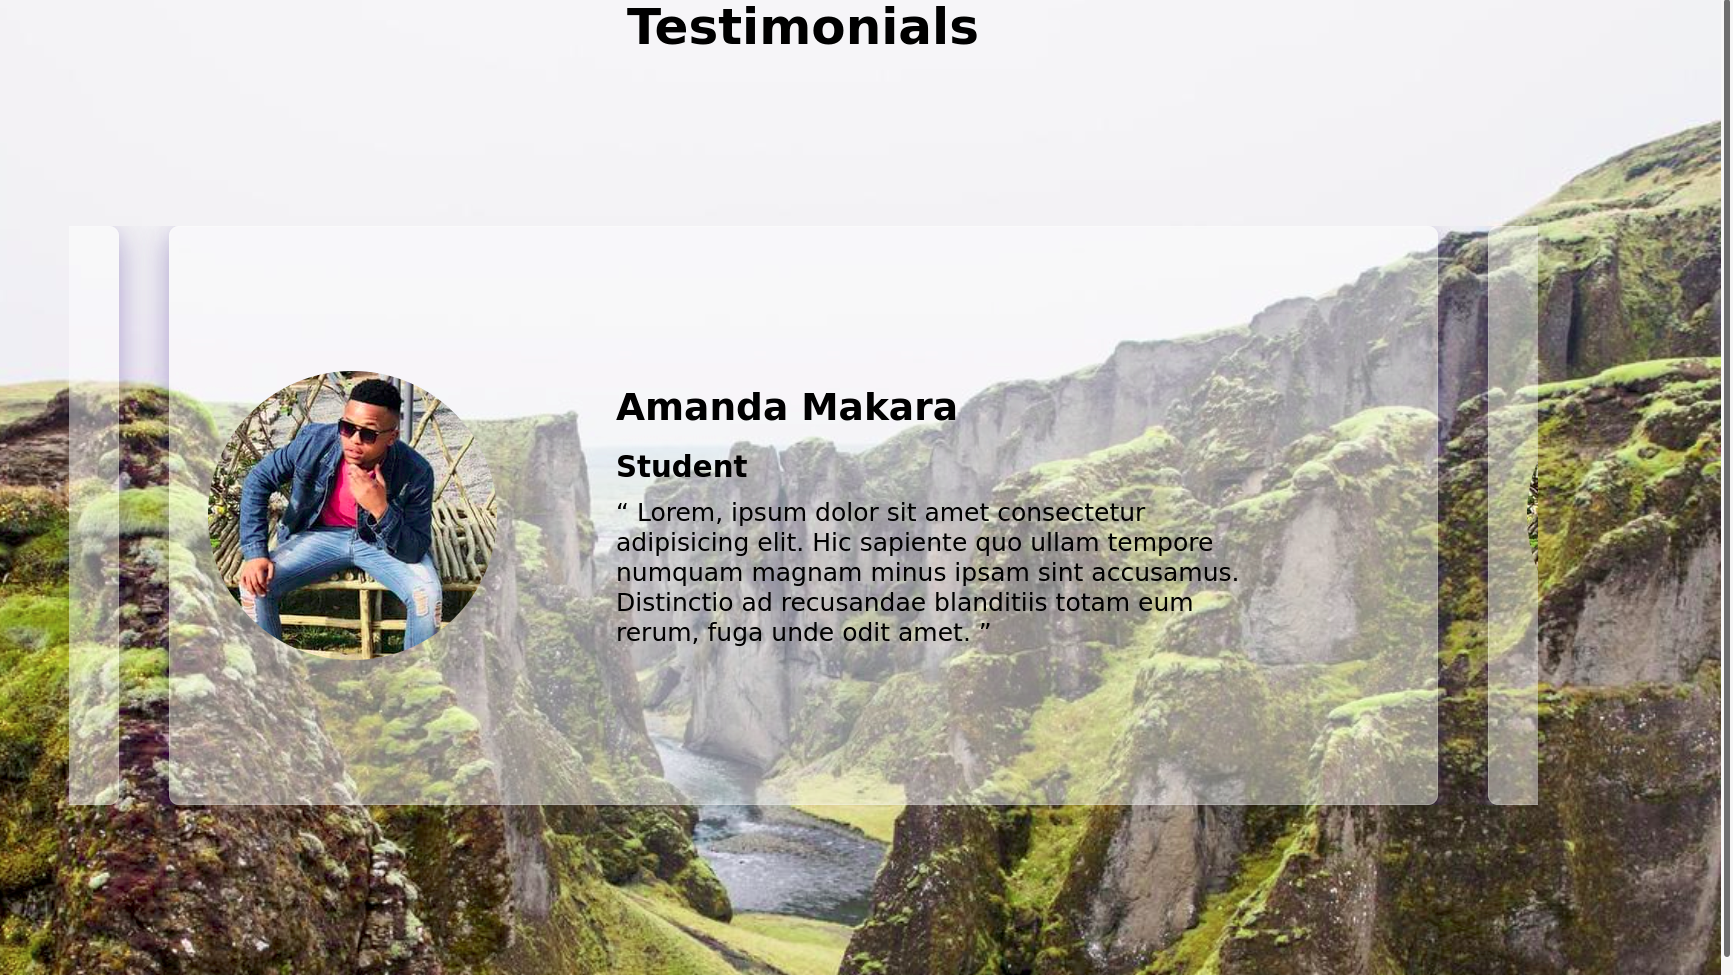 Testimonials
Amanda Makara
Student
“ Lorem, ipsum dolor sit amet consectetur
adipisicing elit. Hic sapiente quo ullam tempore
numquam magnam minus ipsam sint accusamus.
Distinctio ad recusandae blanditiis totam eum
rerum, fuga unde odit amet. ”